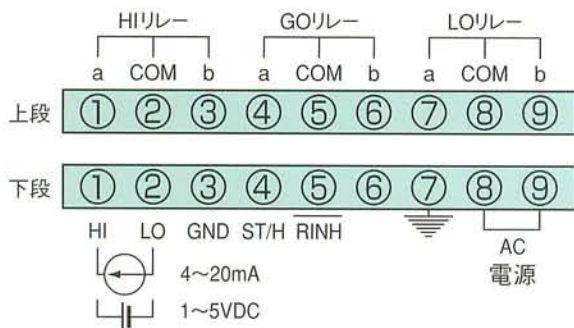 HIリレー GOリレー LOリレー
a COM b a COM b a COM b
上段 ① ② ③ ④ ⑤ ⑥ ⑦ ⑧ ⑨
下段 ① ② ③ ④ ⑤ ⑥ ⑦ ⑧ ⑨
HI LO GND ST/H RINH
AC
電源
4～20mA
1～5VDC